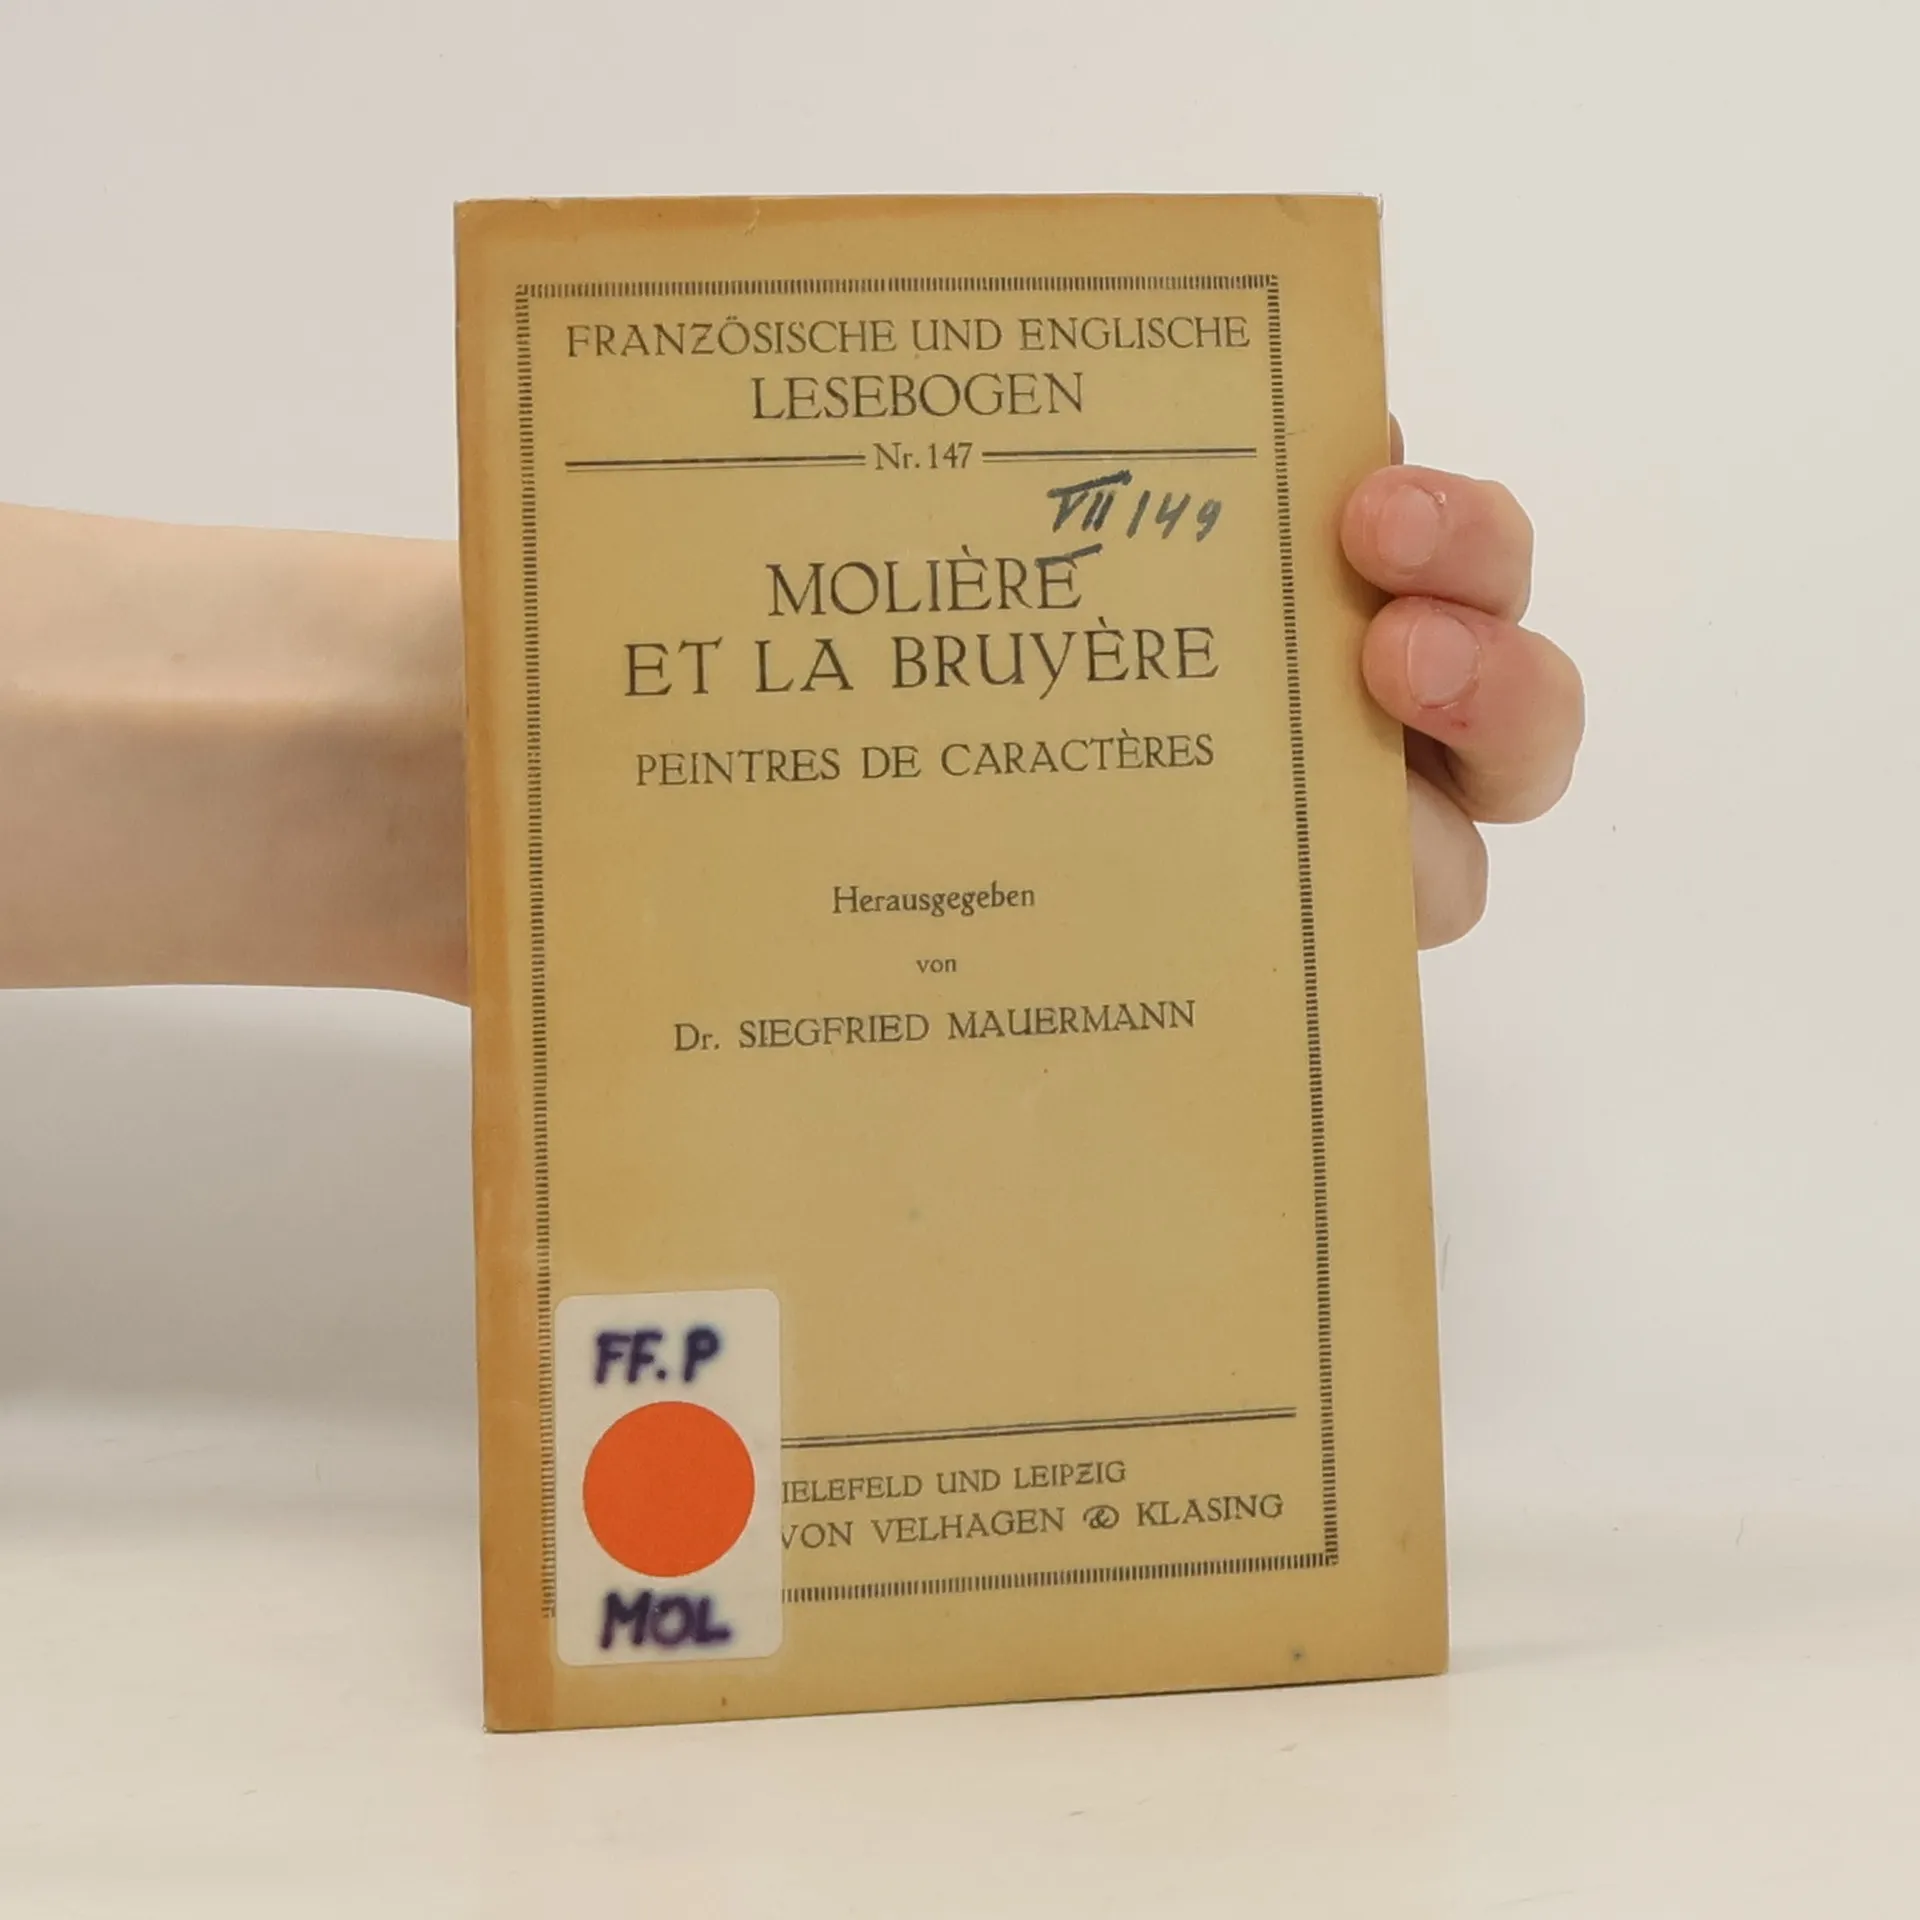 FRANZÖSISCHE UND ENGLISCHE
LESEBOGEN
Nr. 147
VII 149
MOLIÈRE
ET LA BRUYÈRE
PEINTRES DE CARACTÈRES
Herausgegeben
von
Dr. SIEGFRIED MAUERMANN
FF. P
MOL
IELEFELD UND LEIPZIG
VON VELHAGEN & KLASING